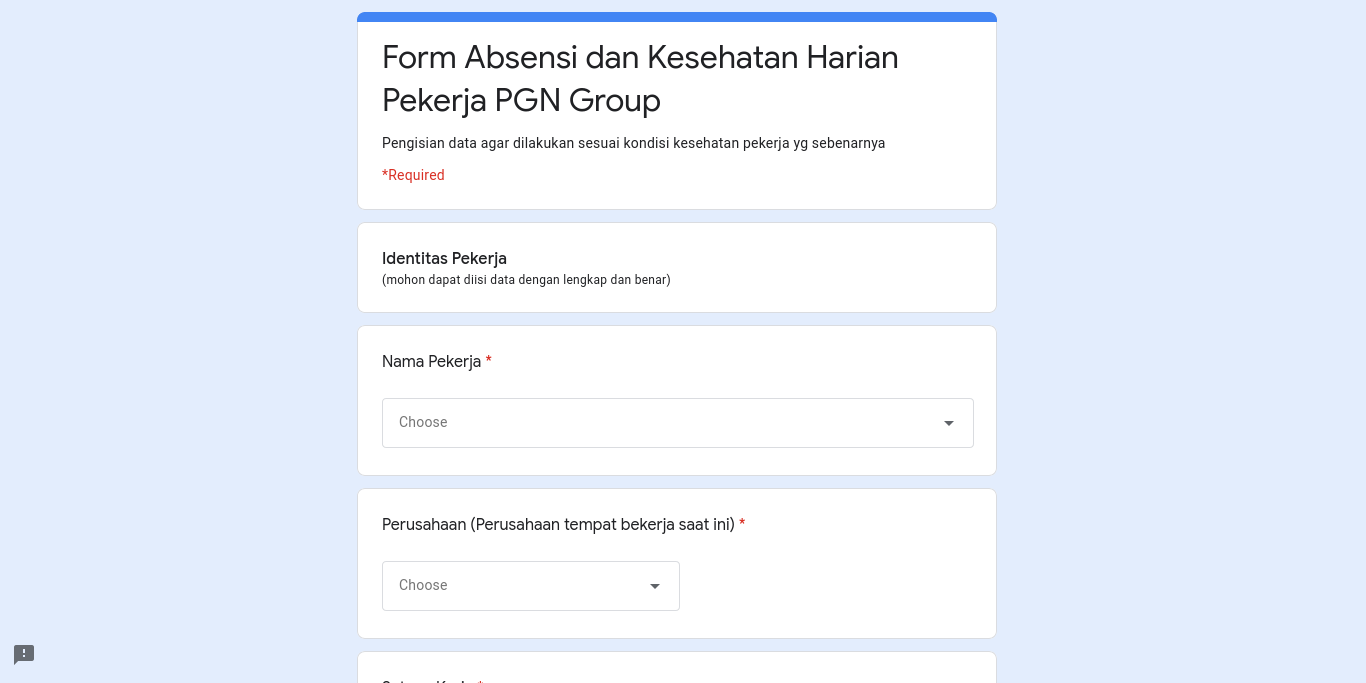 Form Absensi dan Kesehatan Harian
Pekerja PGN Group
Pengisian data agar dilakukan sesuai kondisi kesehatan pekerja yg sebenarnya
*Required
Identitas Pekerja
(mohon dapat diisi data dengan lengkap dan benar)
Nama Pekerja *
Choose
Perusahaan (Perusahaan tempat bekerja saat ini) *
Choose